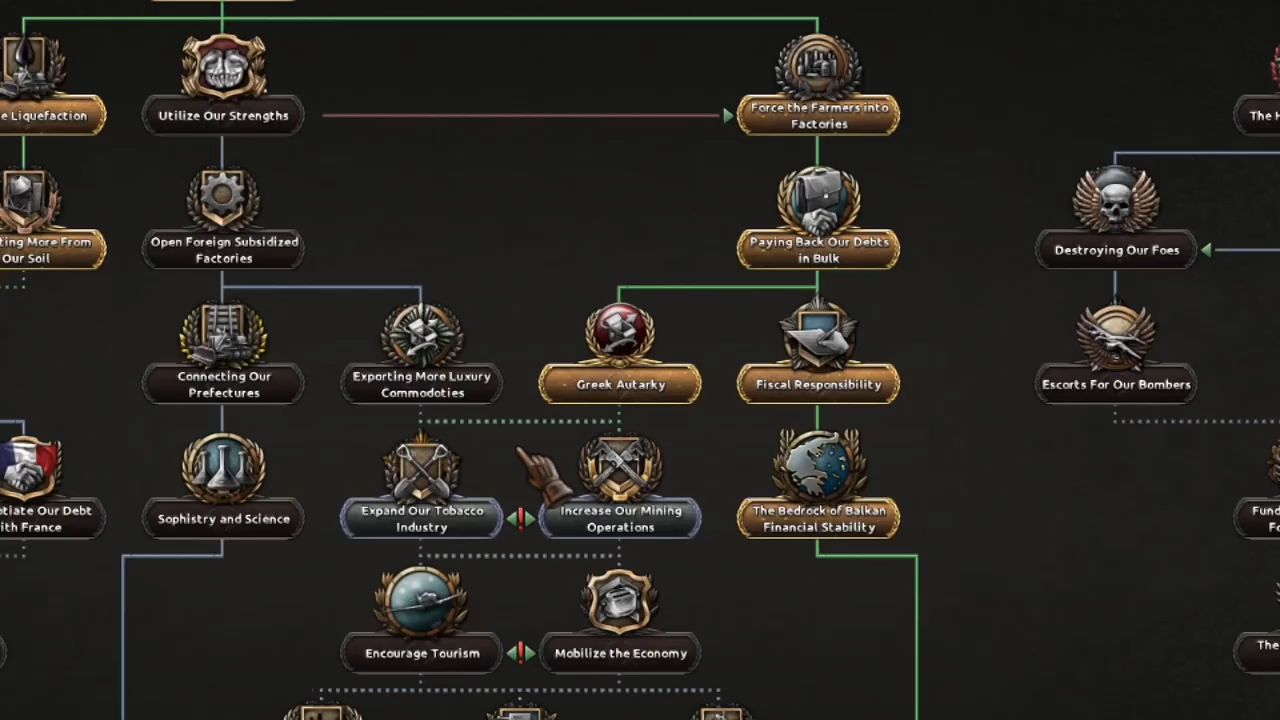 e Liquefaction
Utilize Our Strengths
Force the Farmers into
Factories
The H
ting More From
Our Soil
Open Foreign Subsidized
Factories
Paying Back Our Debts
in Bulk
Destroying Our Foes
Connecting Our
Prefectures
Exporting More Luxury
Commodoties
Greek Autarky
Fiscal Responsibility
Escorts For Our Bombers
otiate Our Debt
ith France
Sophistry and Science
Expand Our Tobacco
Industry
Increase Our Mining
Operations
The Bedrock of Balkan
Financial Stability
Fund
Fo
Encourage Tourism
Mobilize the Economy
The